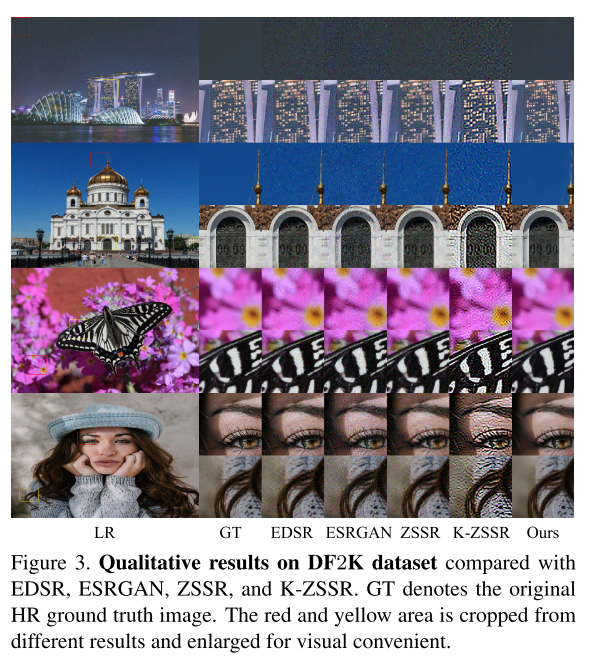 LR GT EDSR ESRGAN ZSSR K-ZSSR Ours
Figure 3. Qualitative results on DF2K dataset compared with
EDSR, ESRGAN, ZSSR, and K-ZSSR. GT denotes the original
HR ground truth image. The red and yellow area is cropped from
different results and enlarged for visual convenient.